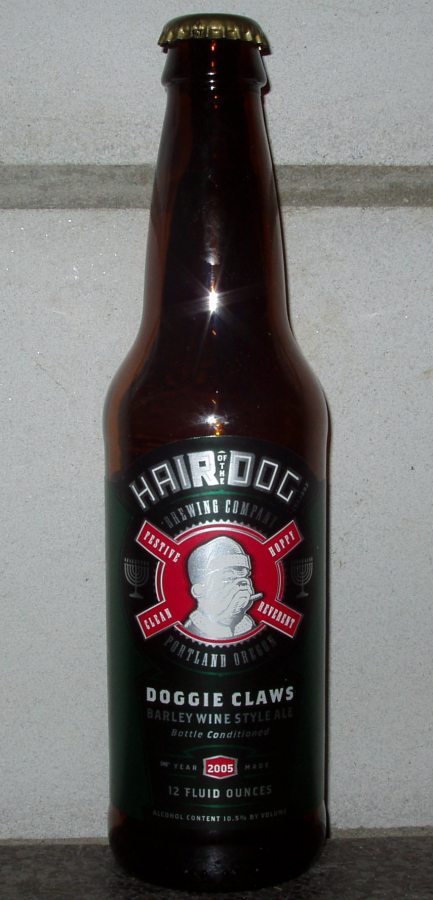 HAIR OF THE DOG
BREWING COMPANY
FESTIVE
HOPPY
CLEAR
REVERENT
PORTLAND OREGON
DOGGIE CLAWS
BARLEY WINE STYLE ALE
Bottle Conditioned
YEAR 2005 MADE
12 FLUID OUNCES
ALCOHOL CONTENT 10.5% BY VOLUME